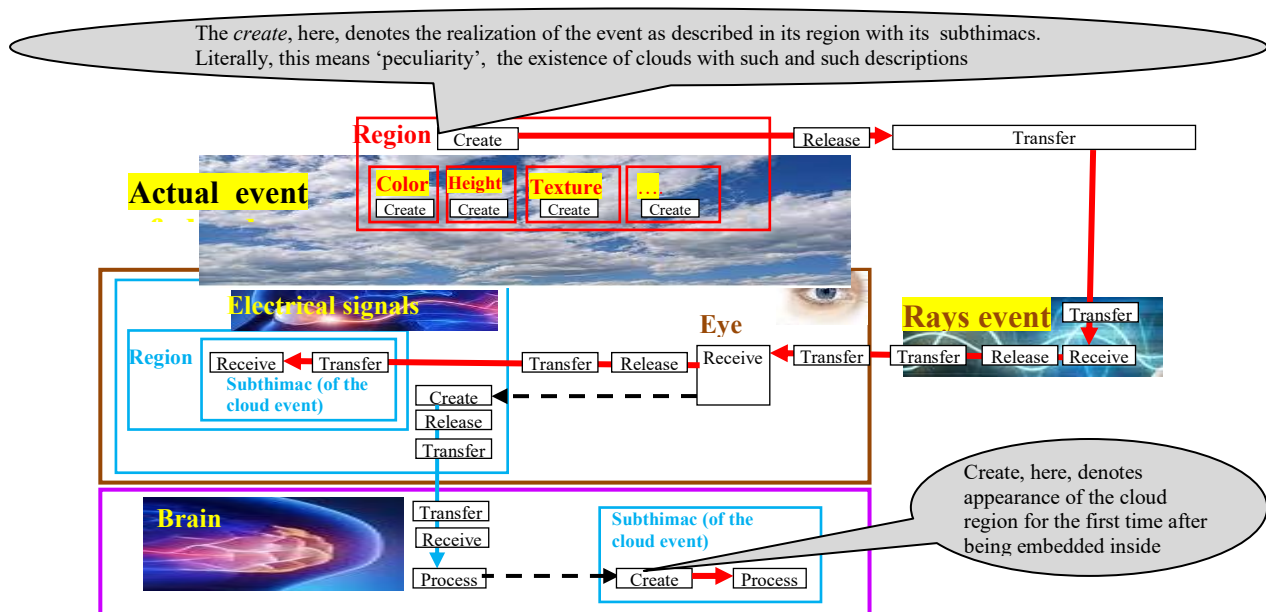 The create, here, denotes the realization of the event as described in its region with its subthimacs.
Literally, this means ‘peculiarity’, the existence of clouds with such and such descriptions
Region
Create
Release
Transfer
Actual event
Color
Height
Texture
….
Create
Create
Create
Create
Electrical signals
Eye
Rays event
Transfer
Region
Receive
Transfer
Transfer
Release
Receive
Transfer
Transfer
Release
Receive
Subthimac (of the
cloud event)
Create
Release
Transfer
Create, here, denotes
appearance of the cloud
region for the first time after
being embedded inside
Brain
Transfer
Receive
Process
Subthimac (of the
cloud event)
Create
Process